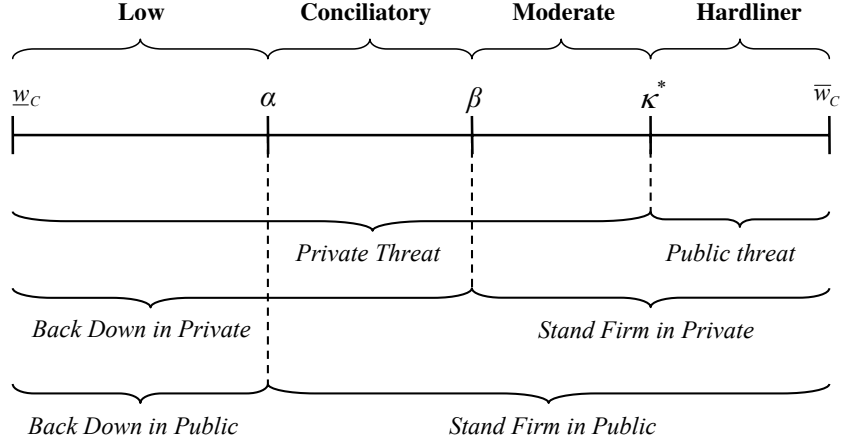 Low Conciliatory Moderate Hardliner
w_C α β κ* w̅_C
Private Threat Public threat
Back Down in Private Stand Firm in Private
Back Down in Public Stand Firm in Public